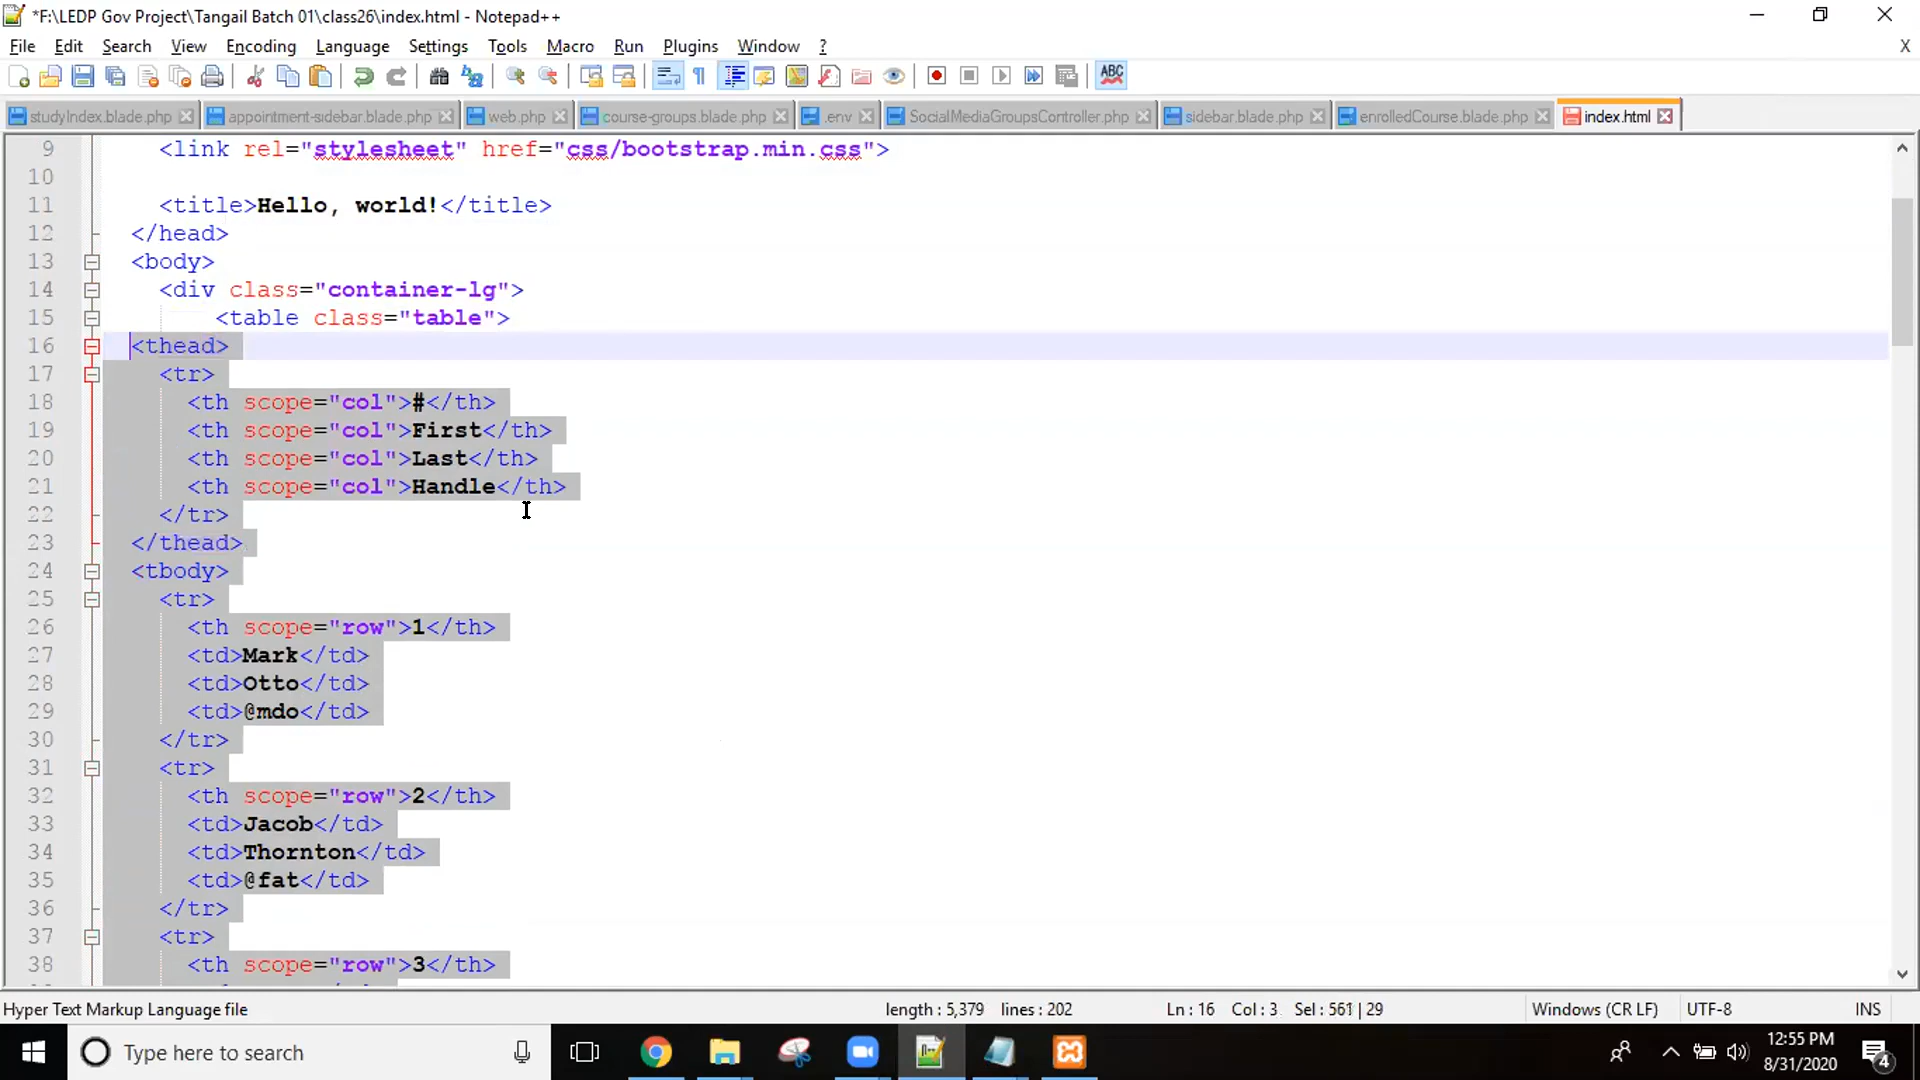 *F:\LEDP Gov Project\Tangail Batch 01\class26\index.html - Notepad++
File Edit Search View Encoding Language Settings Tools Macro Run Plugins Window ? X
ABC
studyIndex.blade.php appointment-sidebar.blade.php web.php course-groups.blade.php .env SocialMediaGroupsController.php sidebar.blade.php enrolledCourse.blade.php index.html
9 <link rel="stylesheet" href="css/bootstrap.min.css">
10
11 <title>Hello, world!</title>
12 </head>
13 <body>
14 <div class="container-lg">
15 <table class="table">
16 <thead>
17 <tr>
18 <th scope="col">#</th>
19 <th scope="col">First</th>
20 <th scope="col">Last</th>
21 <th scope="col">Handle</th>
22 </tr>
23 </thead>
24 <tbody>
25 <tr>
26 <th scope="row">1</th>
27 <td>Mark</td>
28 <td>Otto</td>
29 <td>@mdo</td>
30 </tr>
31 <tr>
32 <th scope="row">2</th>
33 <td>Jacob</td>
34 <td>Thornton</td>
35 <td>@fat</td>
36 </tr>
37 <tr>
38 <th scope="row">3</th>
Hyper Text Markup Language file length : 5,379 lines : 202 Ln : 16 Col : 3 Sel : 561 | 29 Windows (CR LF) UTF-8 INS
Type here to search
12:55 PM
8/31/2020
4